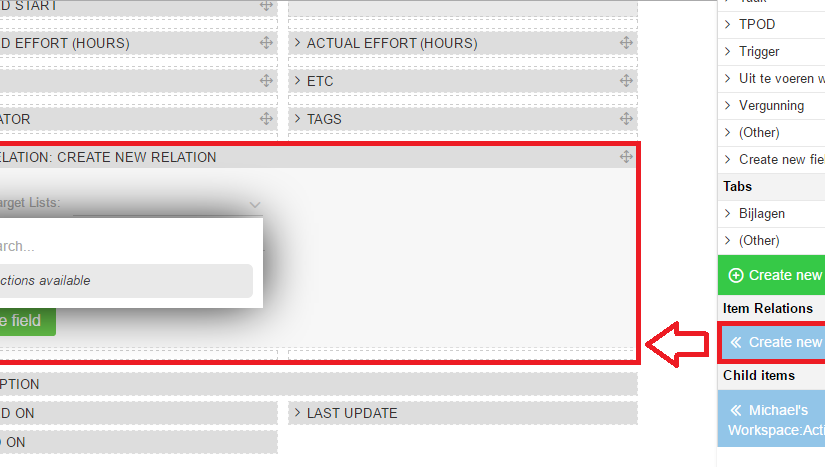 D START
D EFFORT (HOURS)
ACTUAL EFFORT (HOURS)
ETC
ATOR
TAGS
ELATION: CREATE NEW RELATION
arget Lists:
arch...
ctions available
e field
PTION
D ON
LAST UPDATE
ON
TPOD
Trigger
Uit te voeren w
Vergunning
(Other)
Create new fie
Tabs
Bijlagen
(Other)
Create new
Item Relations
Create new
Child items
Michael's
Workspace:Acti